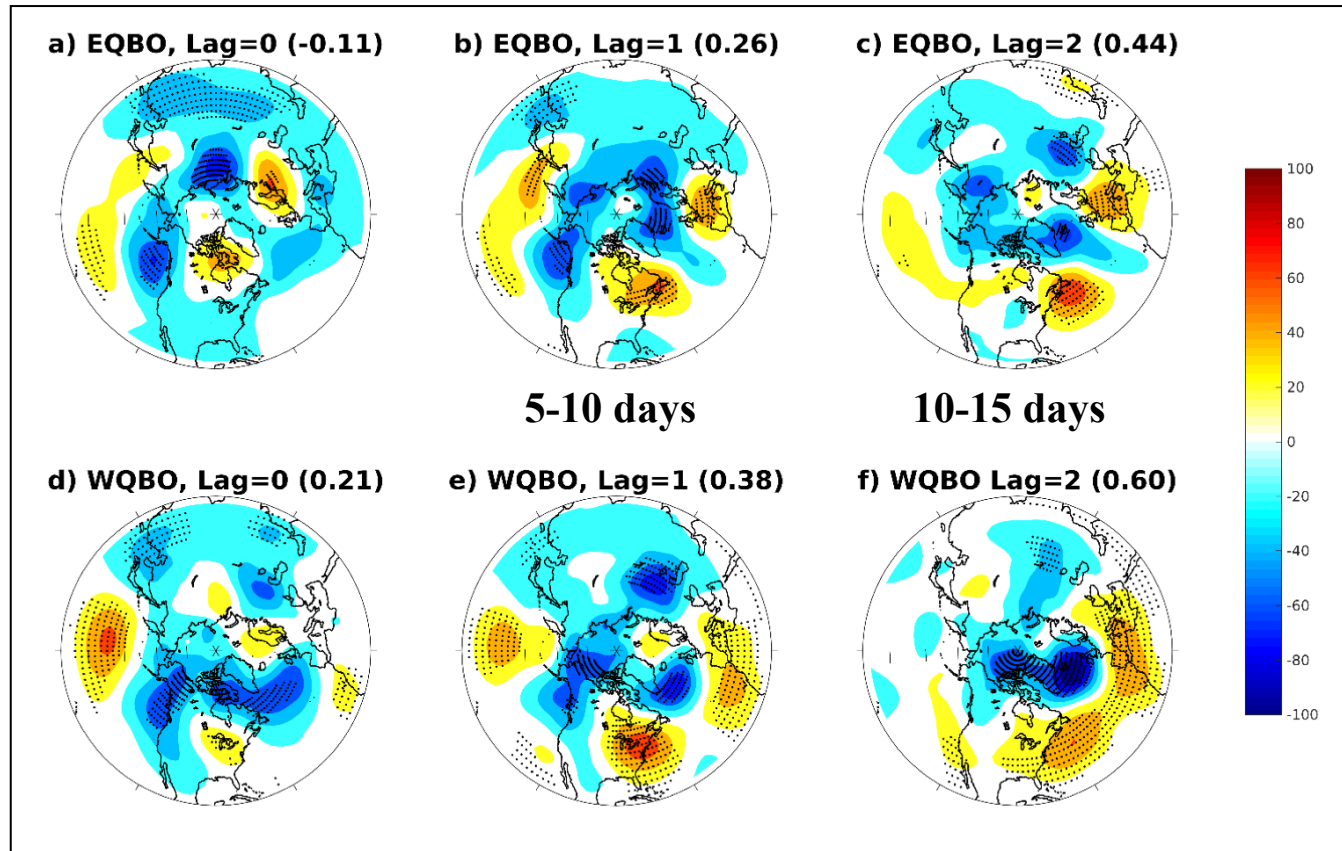 a) EQBO, Lag=0 (-0.11)
b) EQBO, Lag=1 (0.26)
c) EQBO, Lag=2 (0.44)
5-10 days
10-15 days
d) WQBO, Lag=0 (0.21)
e) WQBO, Lag=1 (0.38)
f) WQBO Lag=2 (0.60)
100
80
60
40
20
0
-20
-40
-60
-80
-100